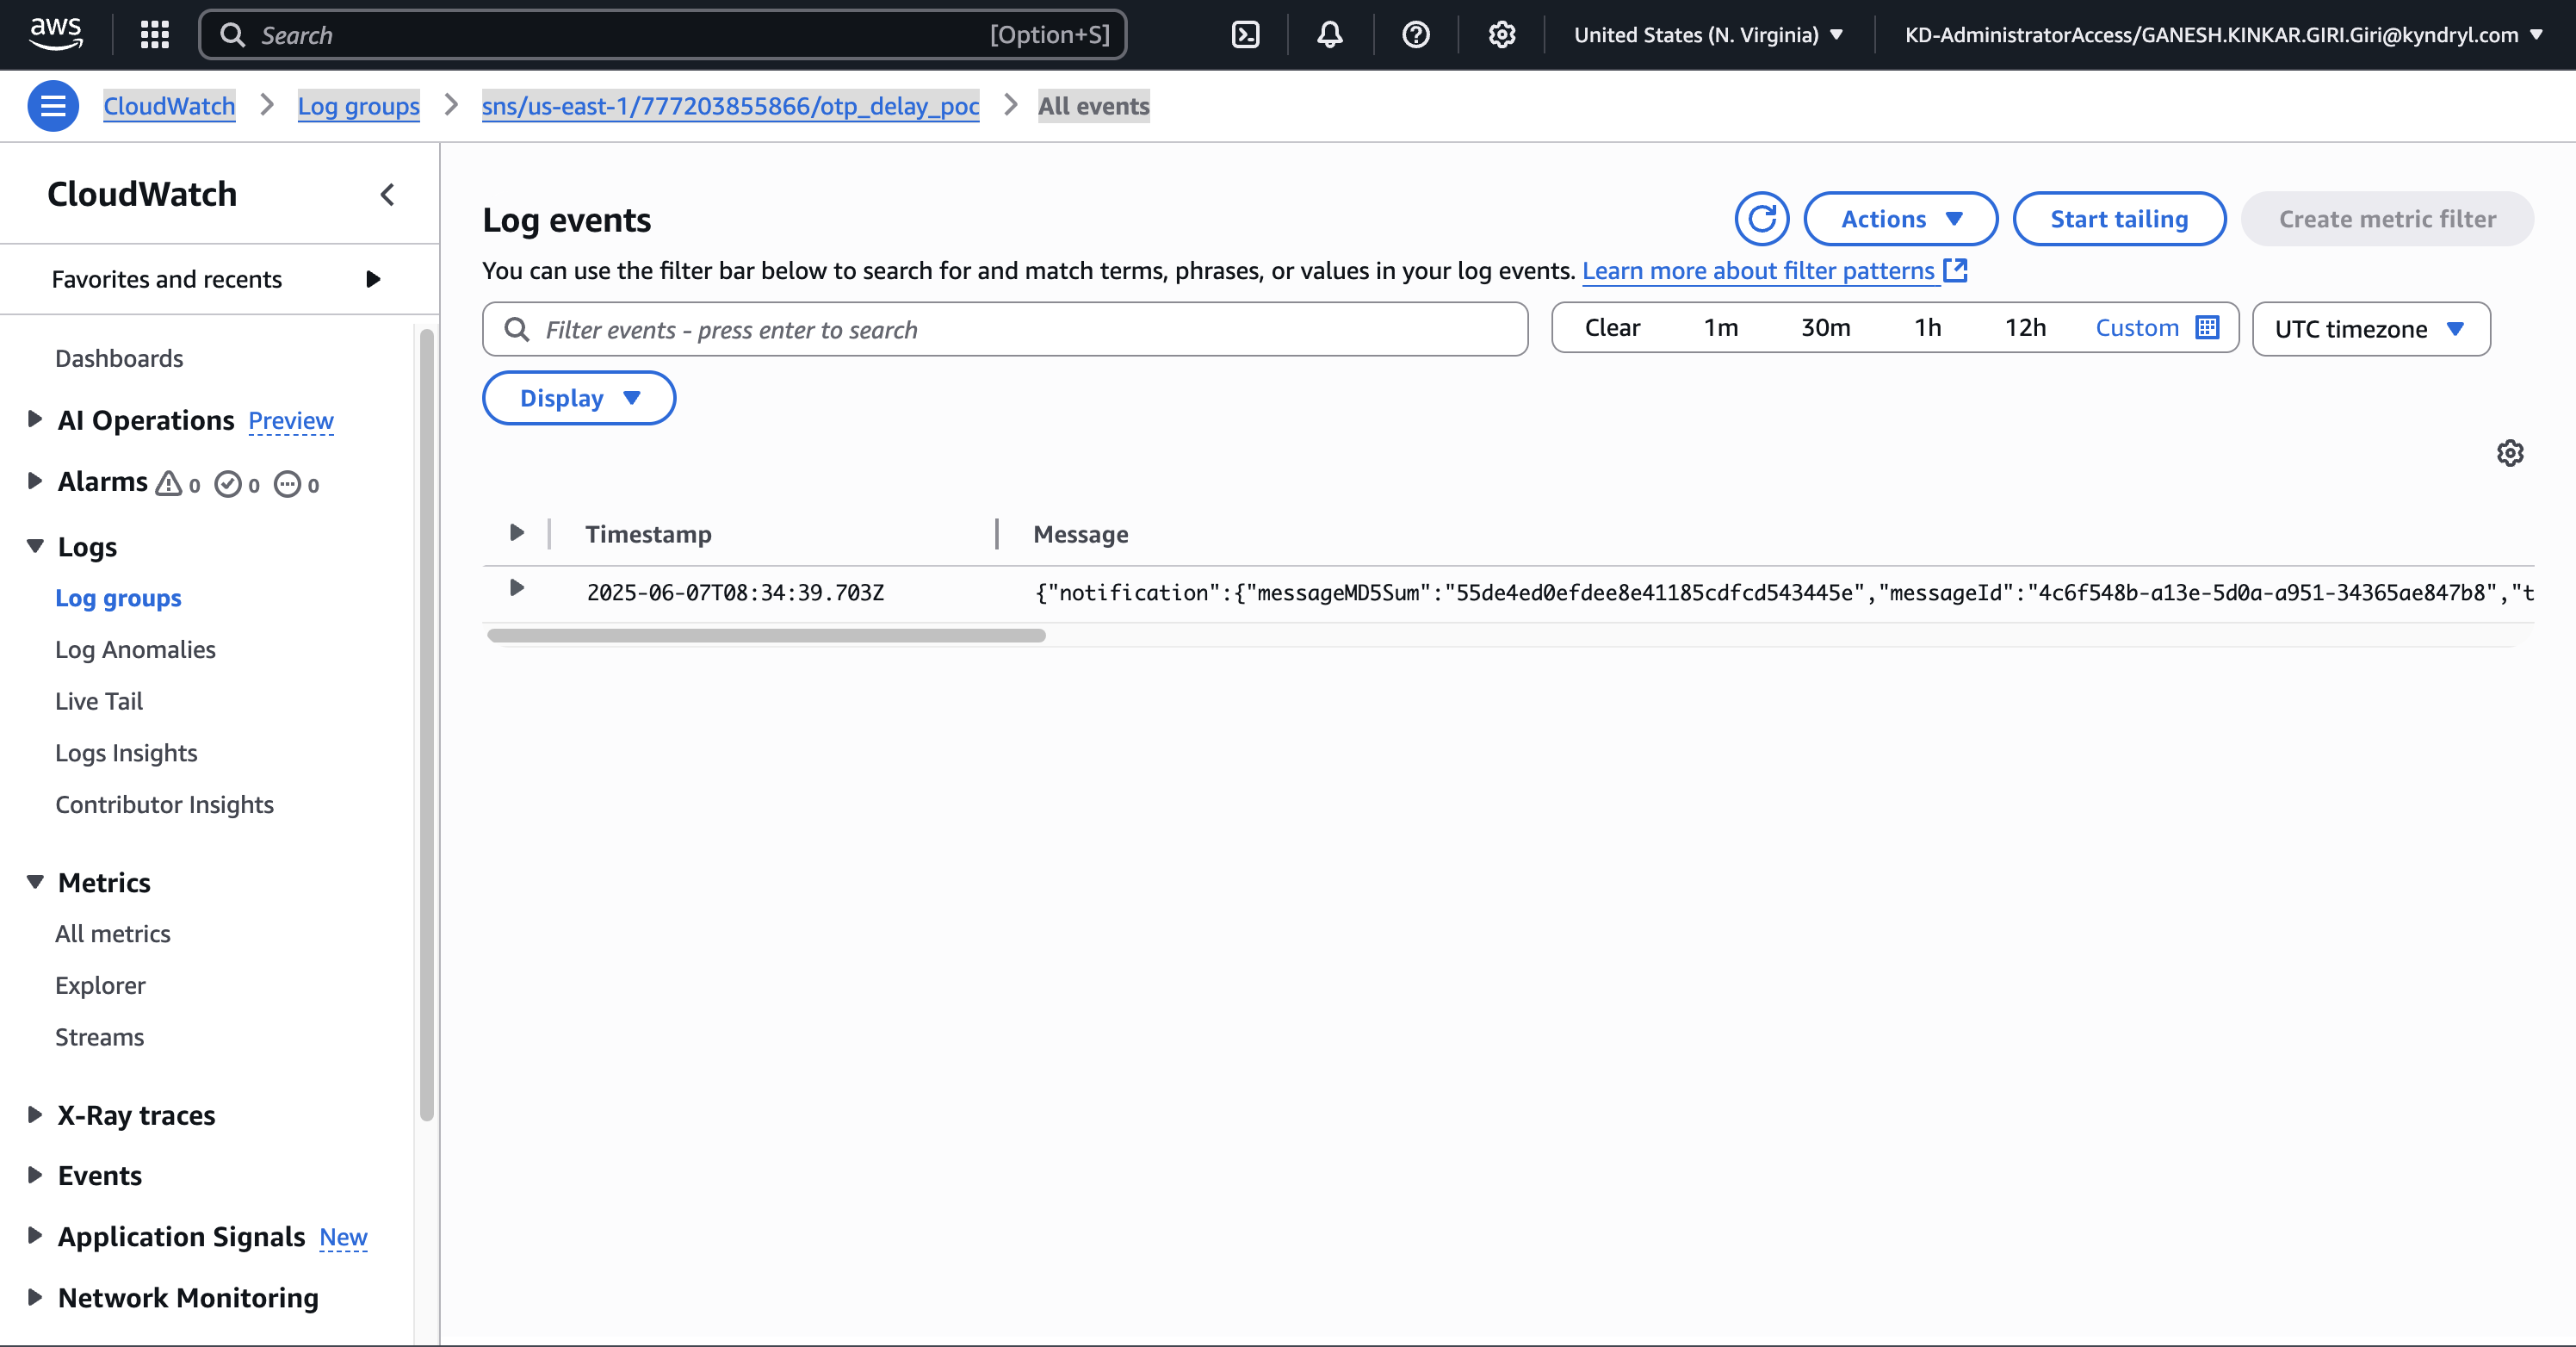 aws
Search [Option+S] United States (N. Virginia) KD-AdministratorAccess/GANESH.KINKAR.GIRI.Giri@kyndryl.com
CloudWatch Log groups sns/us-east-1/777203855866/otp_delay_poc All events
CloudWatch
Favorites and recents
Dashboards
AI Operations Preview
Alarms 0 0 0
Logs
Log groups
Log Anomalies
Live Tail
Logs Insights
Contributor Insights
Metrics
All metrics
Explorer
Streams
X-Ray traces
Events
Application Signals New
Network Monitoring
Log events
Actions Start tailing Create metric filter
You can use the filter bar below to search for and match terms, phrases, or values in your log events. Learn more about filter patterns
Filter events - press enter to search Clear 1m 30m 1h 12h Custom UTC timezone
Display
Timestamp Message
2025-06-07T08:34:39.703Z {"notification":{"messageMD5Sum":"55de4ed0efdee8e41185cdfcd543445e","messageId":"4c6f548b-a13e-5d0a-a951-34365ae847b8","t